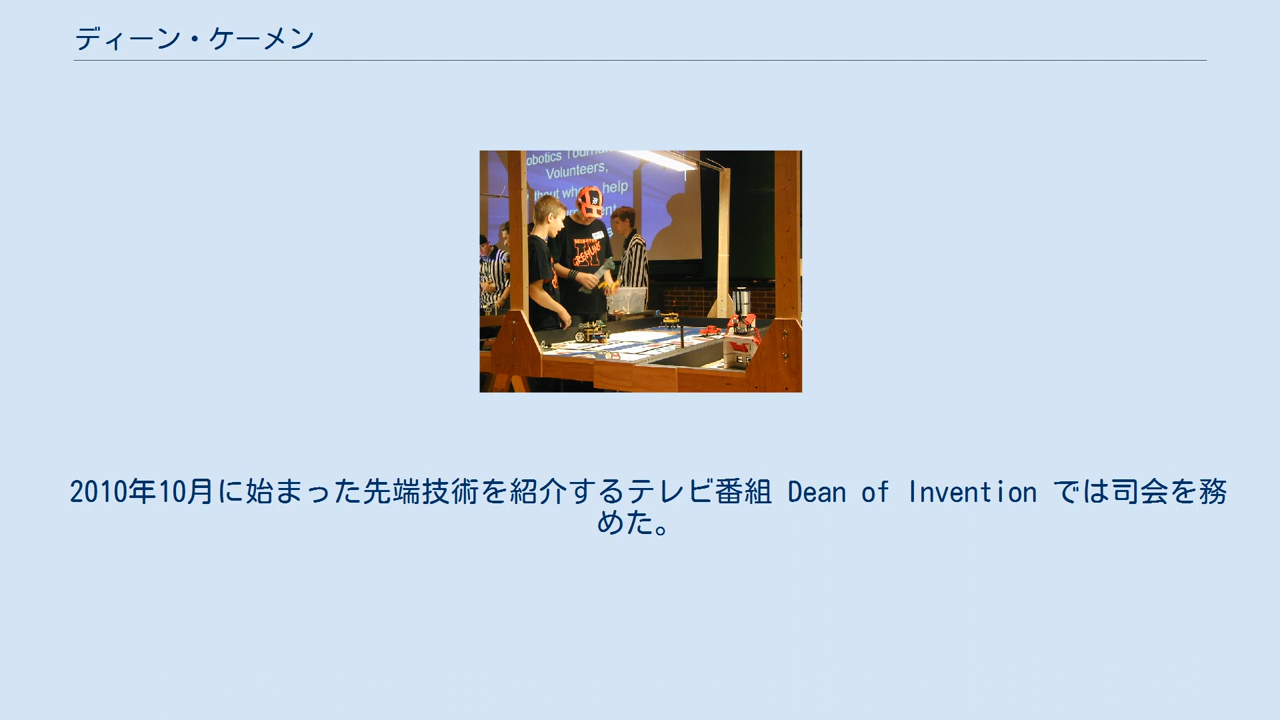 ディーン・ケーメン
Volunteers,
help
2010年10月に始まった先端技術を紹介するテレビ番組 Dean of Invention では司会を務
めた。